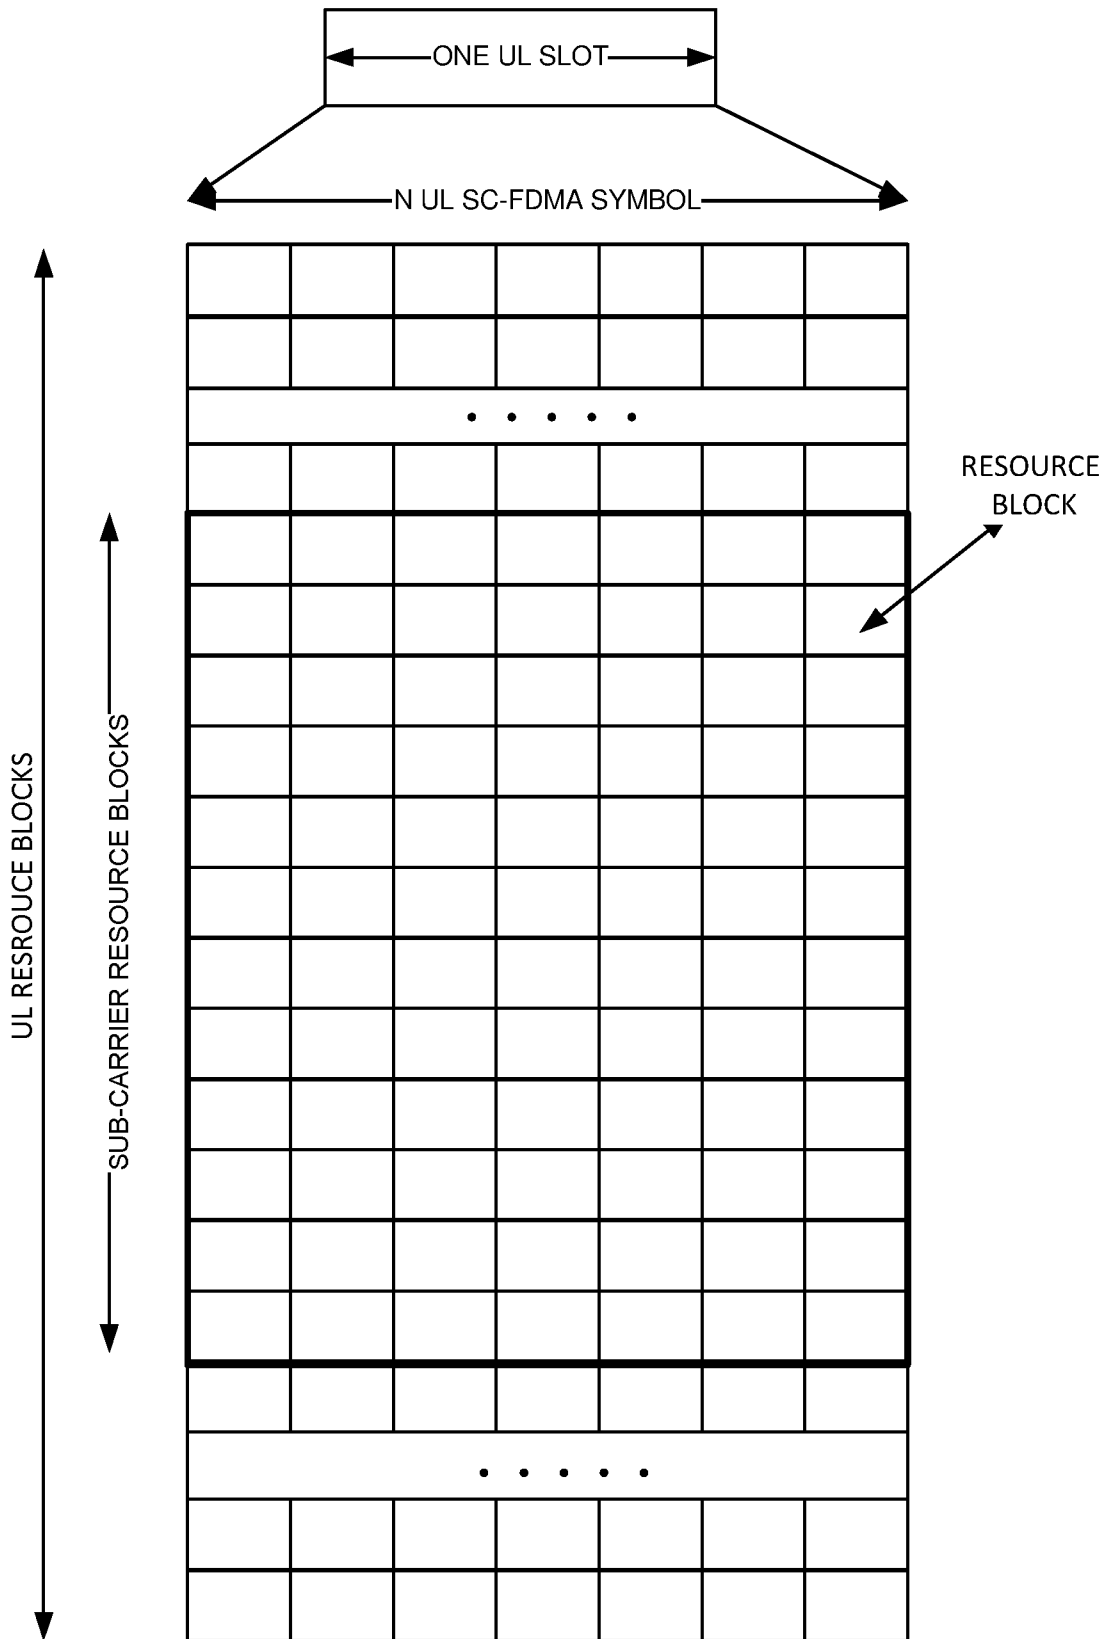 ONE UL SLOT
N UL SC-FDMA SYMBOL
RESOURCE
BLOCK
UL RESROUCE BLOCKS
SUB-CARRIER RESOURCE BLOCKS